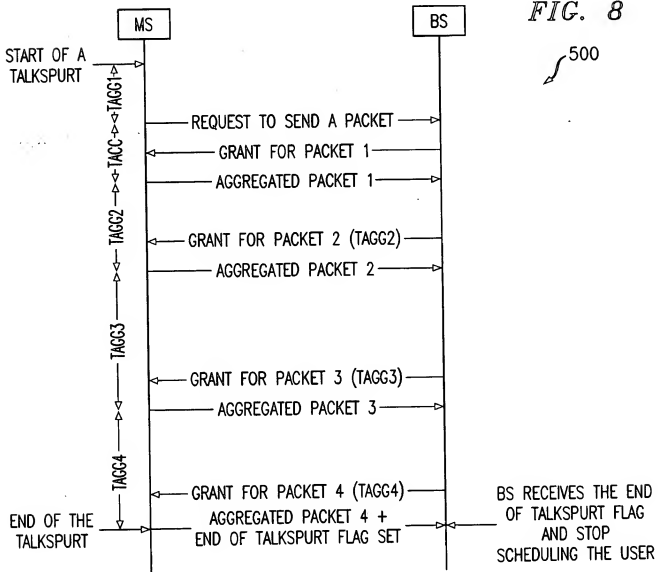 FIG. 8
MS
BS
500
START OF A
TALKSPURT
TAGG1
REQUEST TO SEND A PACKET
TACC
GRANT FOR PACKET 1
AGGREGATED PACKET 1
TAGG2
GRANT FOR PACKET 2 (TAGG2)
AGGREGATED PACKET 2
TAGG3
GRANT FOR PACKET 3 (TAGG3)
AGGREGATED PACKET 3
TAGG4
GRANT FOR PACKET 4 (TAGG4)
END OF THE
TALKSPURT
AGGREGATED PACKET 4 +
END OF TALKSPURT FLAG SET
BS RECEIVES THE END
OF TALKSPURT FLAG
AND STOP
SCHEDULING THE USER